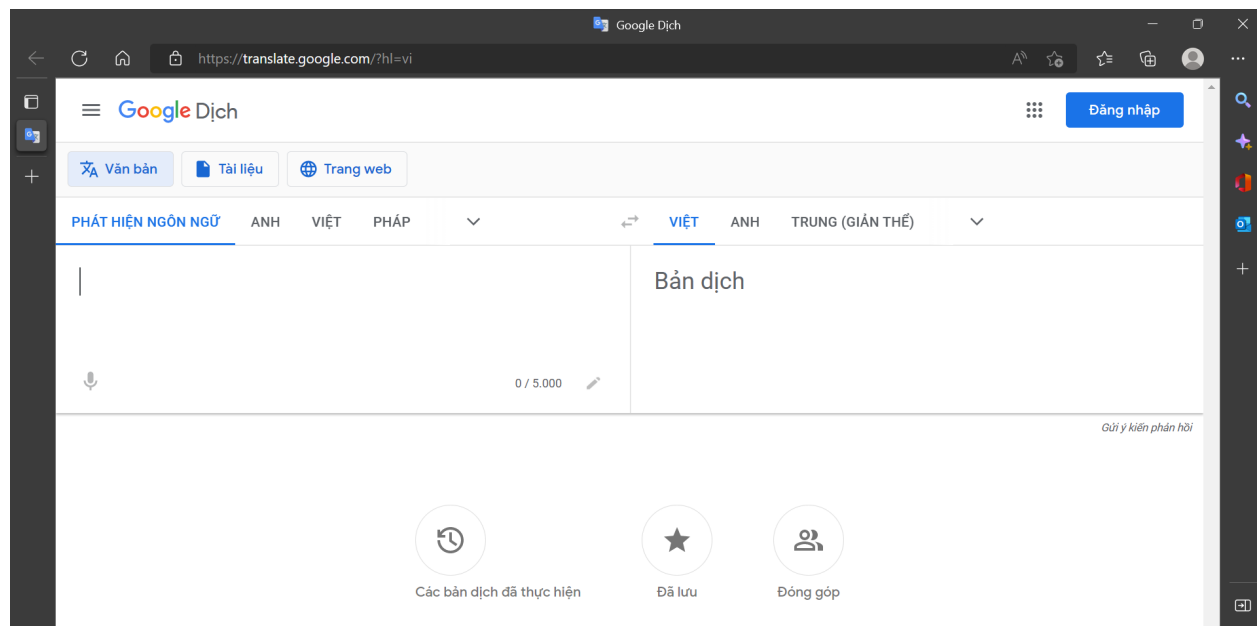 Google Dịch
https://translate.google.com/?hl=vi
Google Dịch
Đăng nhập
Văn bản Tài liệu Trang web
PHÁT HIỆN NGÔN NGỮ ANH VIỆT PHÁP VIỆT ANH TRUNG (GIẢN THỂ)
Bản dịch
0 / 5.000
Gửi ý kiến phản hồi
Các bản dịch đã thực hiện Đã lưu Đóng góp